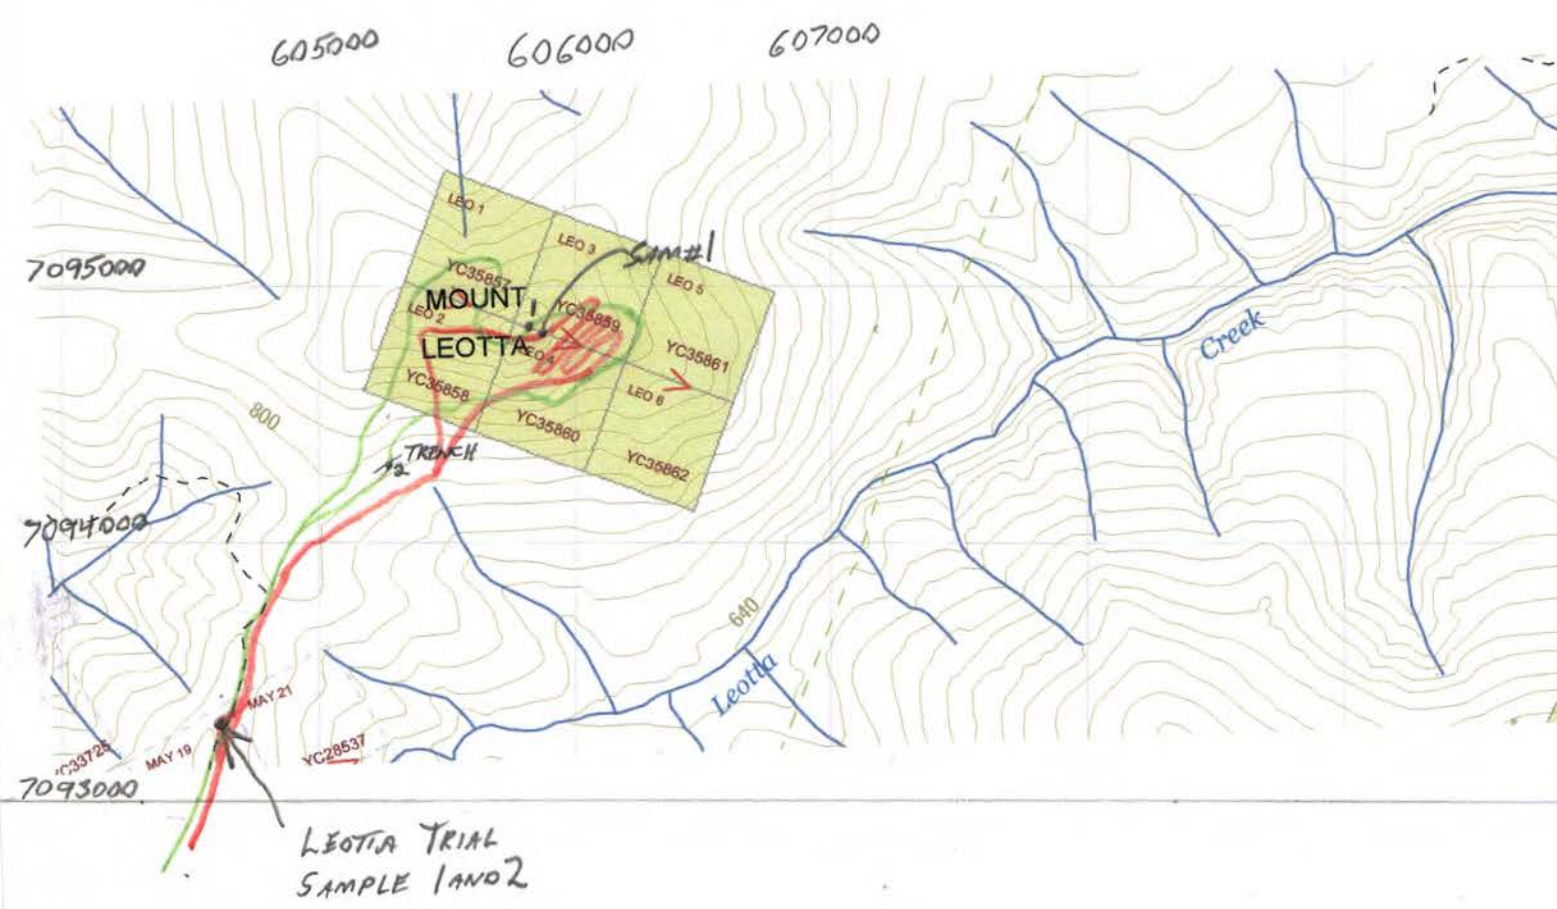 605000 606000 607000
LEO 1
LEO 3
SAM#1
7095000
YC35857
LEO 5
MOUNT
LEO 2
YC35859
LEOTTA
LEO 4
YC35861
Creek
YC35858
LEO 6
800
YC35860
TRENCH
#2
YC35862
7094000
640
Leotta
MAY 21
MAY 19
YC33725
YC28537
7093000
LEOTTA TRIAL
SAMPLE 1 AND 2